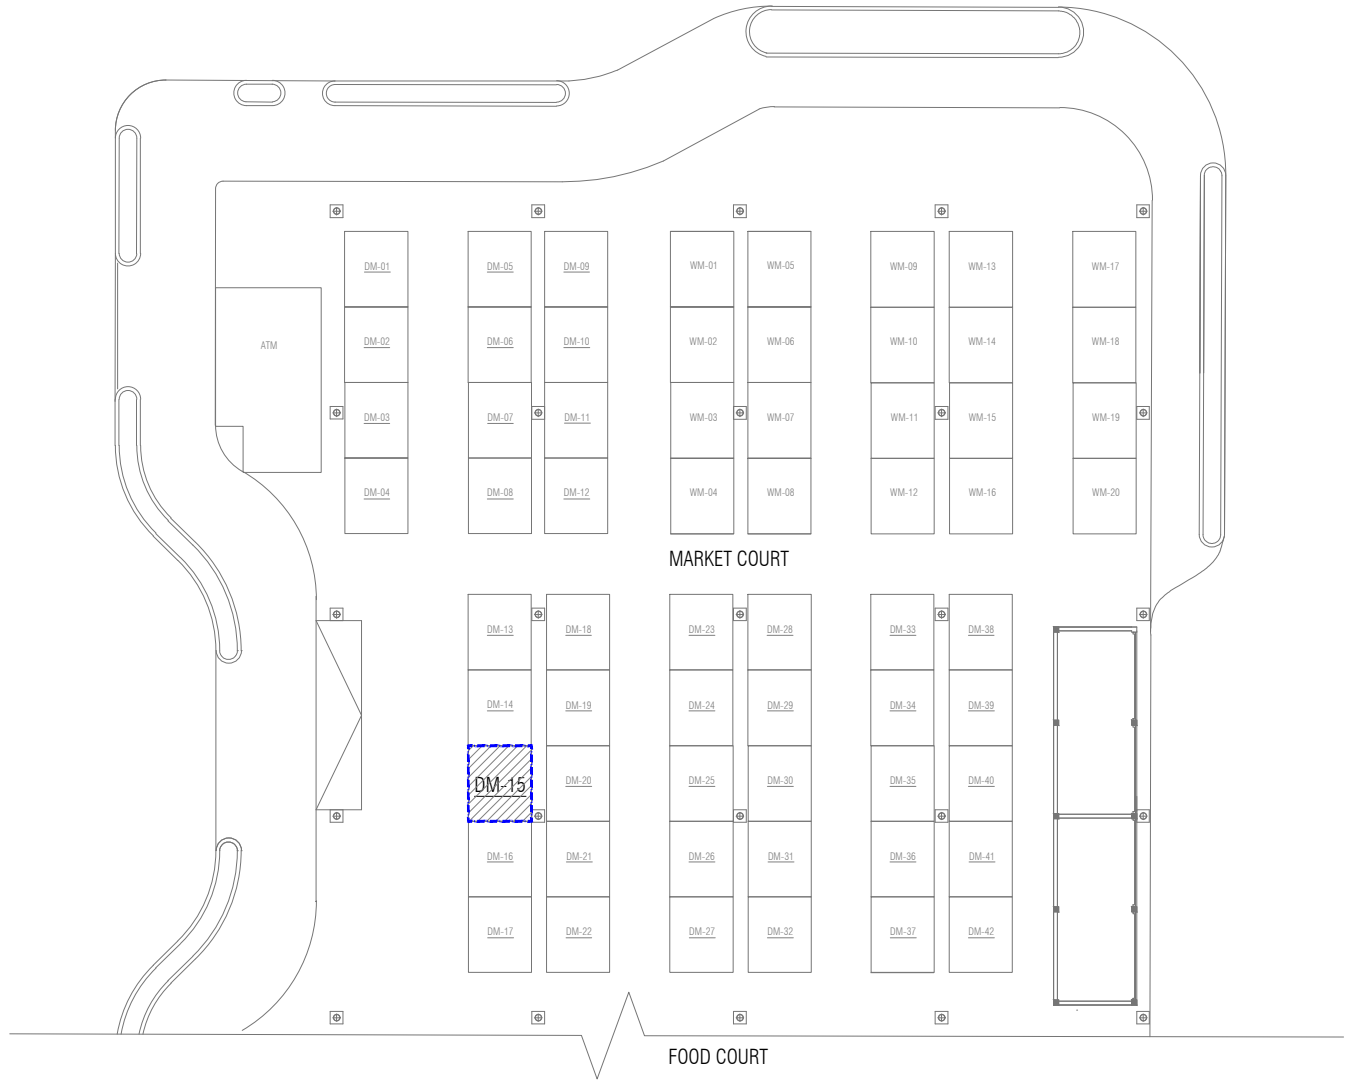 DM-01 DM-05 DM-09 WM-01 WM-05 WM-09 WM-13 WM-17
ATM DM-02 DM-06 DM-10 WM-02 WM-06 WM-10 WM-14 WM-18
DM-03 DM-07 DM-11 WM-03 WM-07 WM-11 WM-15 WM-19
DM-04 DM-08 DM-12 WM-04 WM-08 WM-12 WM-16 WM-20
MARKET COURT
DM-13 DM-18 DM-23 DM-28 DM-33 DM-38
DM-14 DM-19 DM-24 DM-29 DM-34 DM-39
DM-15 DM-20 DM-25 DM-30 DM-35 DM-40
DM-16 DM-21 DM-26 DM-31 DM-36 DM-41
DM-17 DM-22 DM-27 DM-32 DM-37 DM-42
FOOD COURT